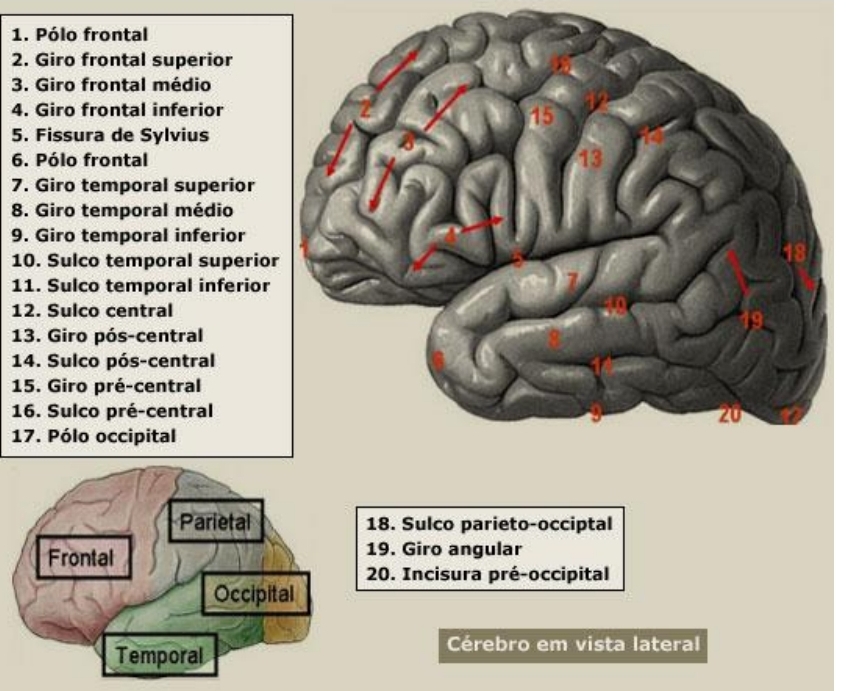 1. Pólo frontal
2. Giro frontal superior
3. Giro frontal médio
4. Giro frontal inferior
5. Fissura de Sylvius
6. Pólo frontal
7. Giro temporal superior
8. Giro temporal médio
9. Giro temporal inferior
10. Sulco temporal superior
11. Sulco temporal inferior
12. Sulco central
13. Giro pós-central
14. Sulco pós-central
15. Giro pré-central
16. Sulco pré-central
17. Pólo occipital
16
2
12
15
3
14
13
1
4
5
18
7
10
19
8
6
11
9
20
17
Parietal
Frontal
Occipital
Temporal
18. Sulco parieto-occiptal
19. Giro angular
20. Incisura pré-occipital
Cérebro em vista lateral